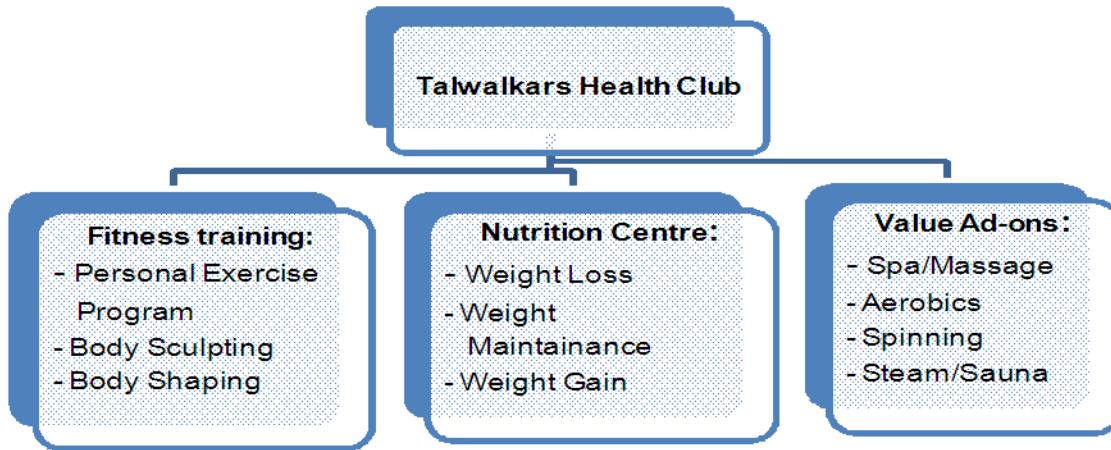 Talwalkars Health Club
Fitness training:
- Personal Exercise
Program
- Body Sculpting
- Body Shaping
Nutrition Centre:
- Weight Loss
- Weight
Maintainance
- Weight Gain
Value Ad-ons:
- Spa/Massage
- Aerobics
- Spinning
- Steam/Sauna